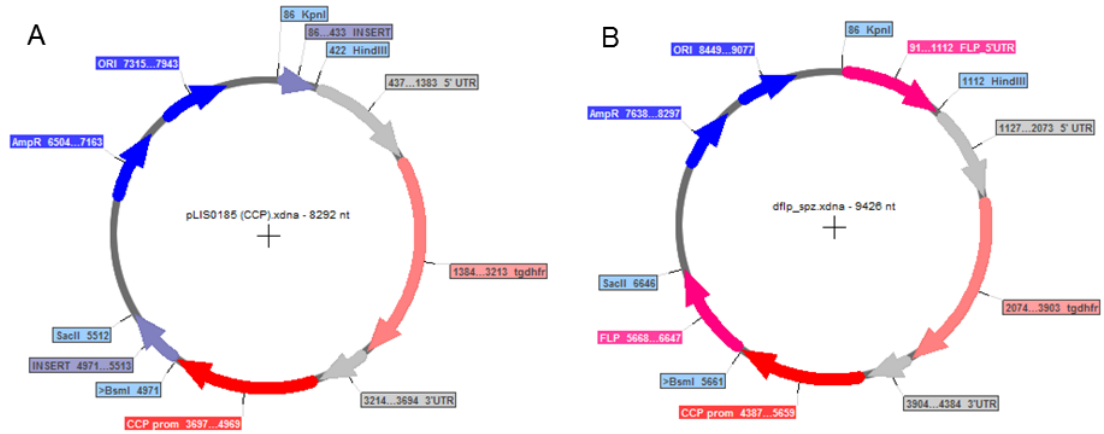 A
86 KpnI
86...433 INSERT
422 HindIII
ORI 7315...7943
437...1383 5' UTR
AmpR 6504...7163
pLIS0185 (CCP).xdna - 8292 nt
1384...3213 tgdhfr
SacII 5512
INSERT 4971...5513
>BsmI 4971
3214...3694 3'UTR
CCP prom 3697...4969
B
86 KpnI
ORI 8449...9077
91...1112 FLP_5'UTR
1112 HindIII
AmpR 7638...8297
1127...2073 5' UTR
dflp_spz.xdna - 9426 nt
SacII 6646
2074...3903 tgdhfr
FLP 5668...6647
>BsmI 5661
3904...4384 3'UTR
CCP prom 4387...5659